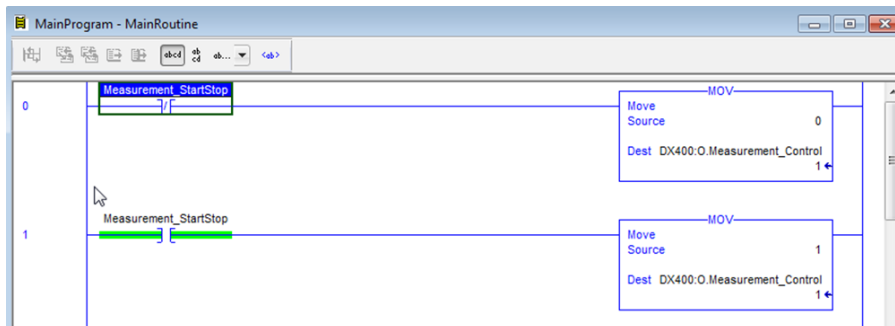 MainProgram - MainRoutine
abcd ab cd ab... <ab>
0
Measurement_StartStop
MOV
Move
Source 0
Dest DX400:O.Measurement_Control
1
1
Measurement_StartStop
MOV
Move
Source 1
Dest DX400:O.Measurement_Control
1